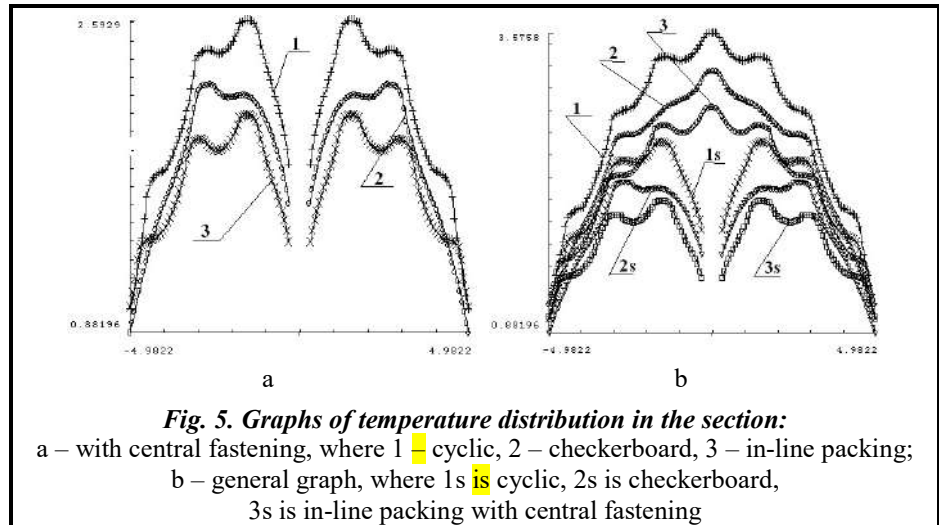 2.5929
1
2
3
0.88196
-4.9822
4.9822
a
3.5758
3
2
1
1s
2s
3s
0.88196
-4.9822
4.9822
b
Fig. 5. Graphs of temperature distribution in the section:
a – with central fastening, where 1 – cyclic, 2 – checkerboard, 3 – in-line packing;
b – general graph, where 1s is cyclic, 2s is checkerboard,
3s is in-line packing with central fastening